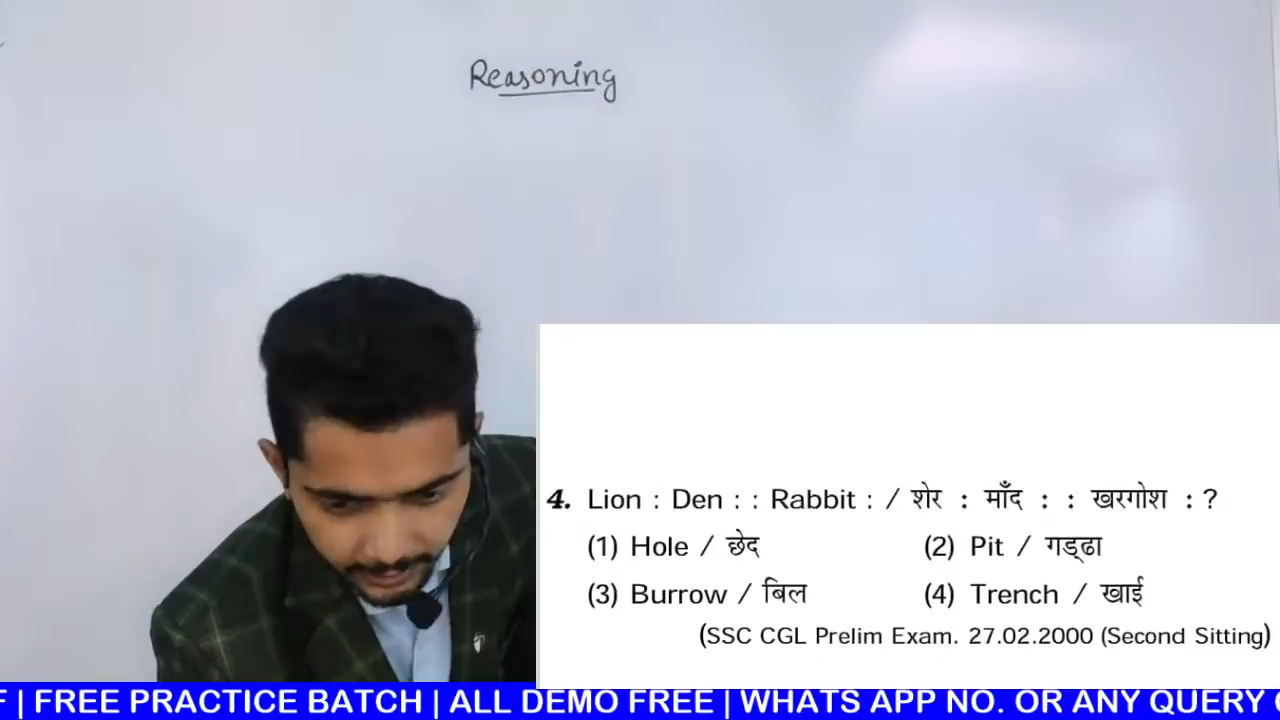 Reasoning
4. Lion : Den : : Rabbit : / शेर : माँद : : खरगोश : ?
(1) Hole / छेद (2) Pit / गड्ढा
(3) Burrow / बिल (4) Trench / खाई
(SSC CGL Prelim Exam. 27.02.2000 (Second Sitting)
F | FREE PRACTICE BATCH | ALL DEMO FREE | WHATS APP NO. OR ANY QUERY